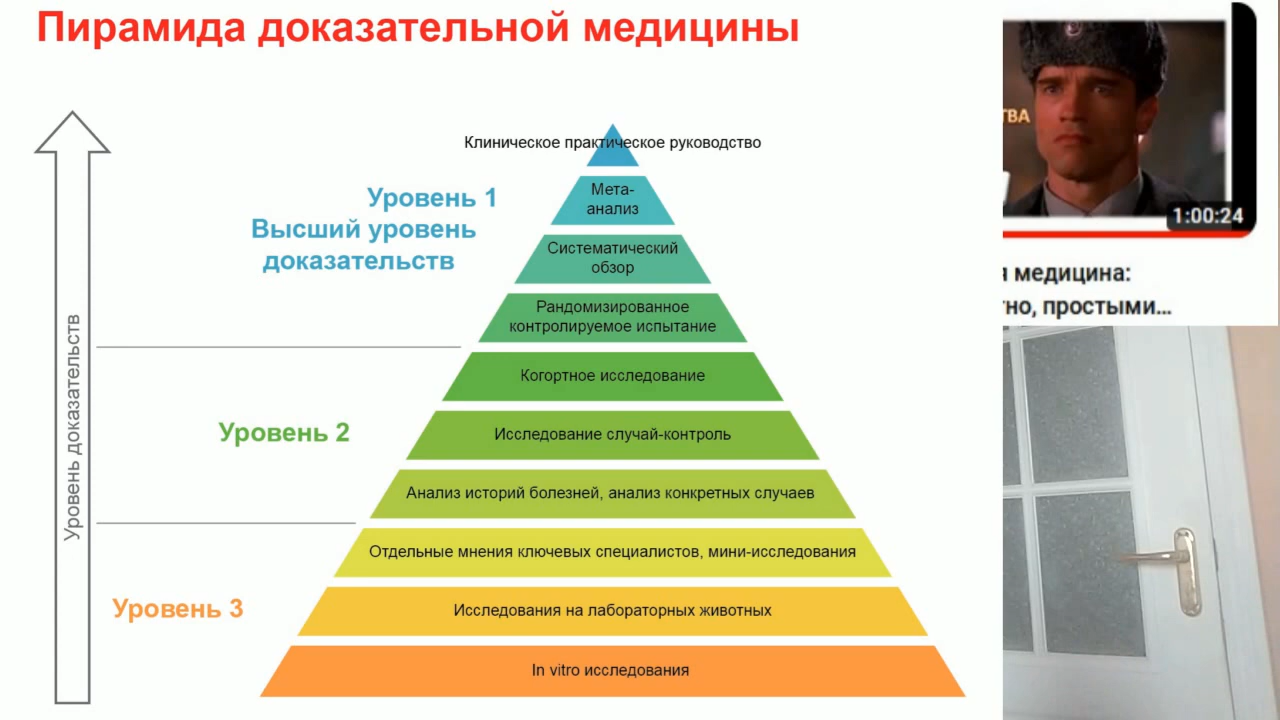 Пирамида доказательной медицины
Клиническое практическое руководство
Уровень 1
Высший уровень
доказательств
Мета-
анализ
Систематический
обзор
Рандомизированное
контролируемое испытание
Когортное исследование
Уровень 2
Исследование случай-контроль
Анализ историй болезней, анализ конкретных случаев
Отдельные мнения ключевых специалистов, мини-исследования
Уровень 3
Исследования на лабораторных животных
In vitro исследования
Уровень доказательств
ТВА
1:00:24
медицина:
но, простыми...